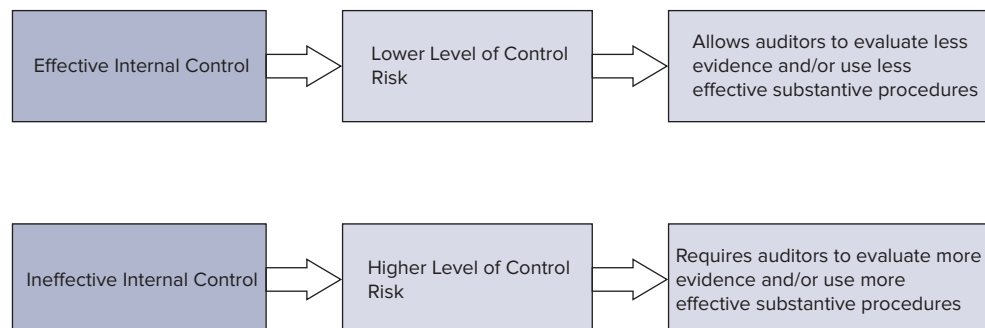 Effective Internal Control
Lower Level of Control
Risk
Allows auditors to evaluate less
evidence and/or use less
effective substantive procedures
Ineffective Internal Control
Higher Level of Control
Risk
Requires auditors to evaluate more
evidence and/or use more
effective substantive procedures